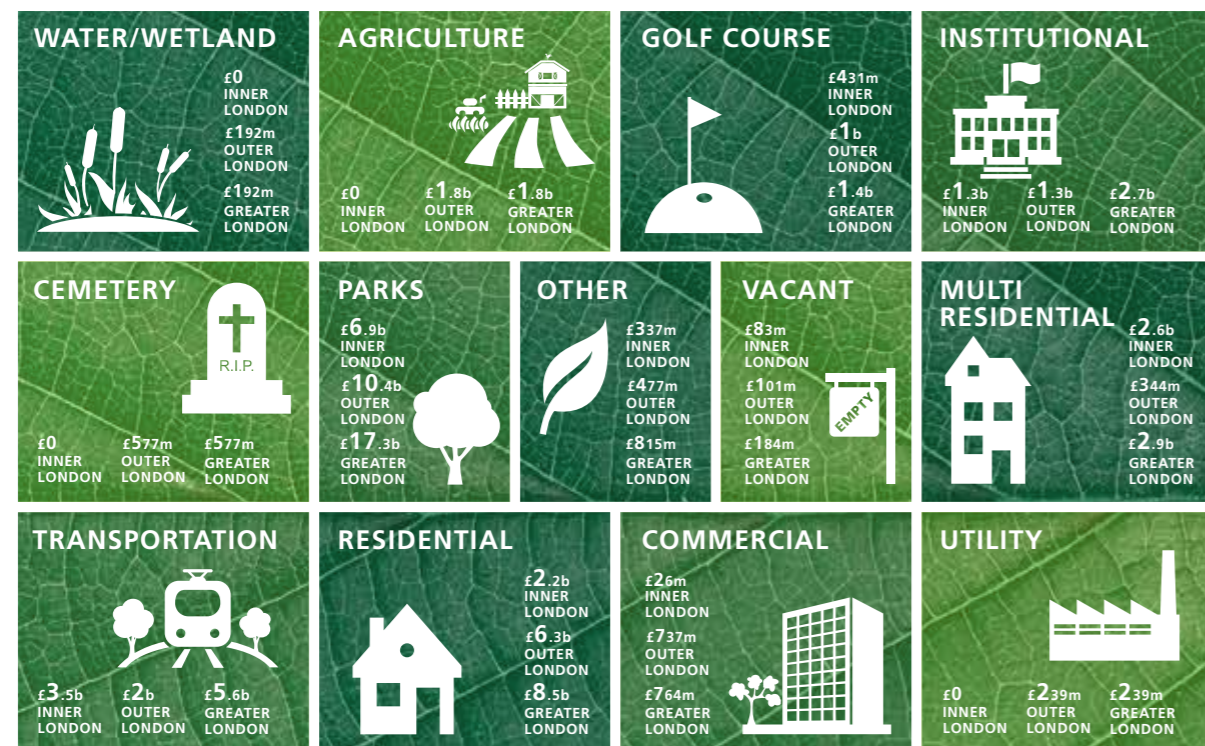 WATER/WETLAND
£0
INNER
LONDON
£192m
OUTER
LONDON
£192m
GREATER
LONDON
AGRICULTURE
£0
INNER
LONDON
£1.8b
OUTER
LONDON
£1.8b
GREATER
LONDON
GOLF COURSE
£431m
INNER
LONDON
£1b
OUTER
LONDON
£1.4b
GREATER
LONDON
INSTITUTIONAL
£1.3b
INNER
LONDON
£1.3b
OUTER
LONDON
£2.7b
GREATER
LONDON
CEMETERY
R.I.P.
£0
INNER
LONDON
£577m
OUTER
LONDON
£577m
GREATER
LONDON
PARKS
£6.9b
INNER
LONDON
£10.4b
OUTER
LONDON
£17.3b
GREATER
LONDON
OTHER
£337m
INNER
LONDON
£477m
OUTER
LONDON
£815m
GREATER
LONDON
VACANT
£83m
INNER
LONDON
£101m
OUTER
LONDON
£184m
GREATER
LONDON
EMPTY
MULTI
RESIDENTIAL
£2.6b
INNER
LONDON
£344m
OUTER
LONDON
£2.9b
GREATER
LONDON
TRANSPORTATION
£3.5b
INNER
LONDON
£2b
OUTER
LONDON
£5.6b
GREATER
LONDON
RESIDENTIAL
£2.2b
INNER
LONDON
£6.3b
OUTER
LONDON
£8.5b
GREATER
LONDON
COMMERCIAL
£26m
INNER
LONDON
£737m
OUTER
LONDON
£764m
GREATER
LONDON
UTILITY
£0
INNER
LONDON
£239m
OUTER
LONDON
£239m
GREATER
LONDON